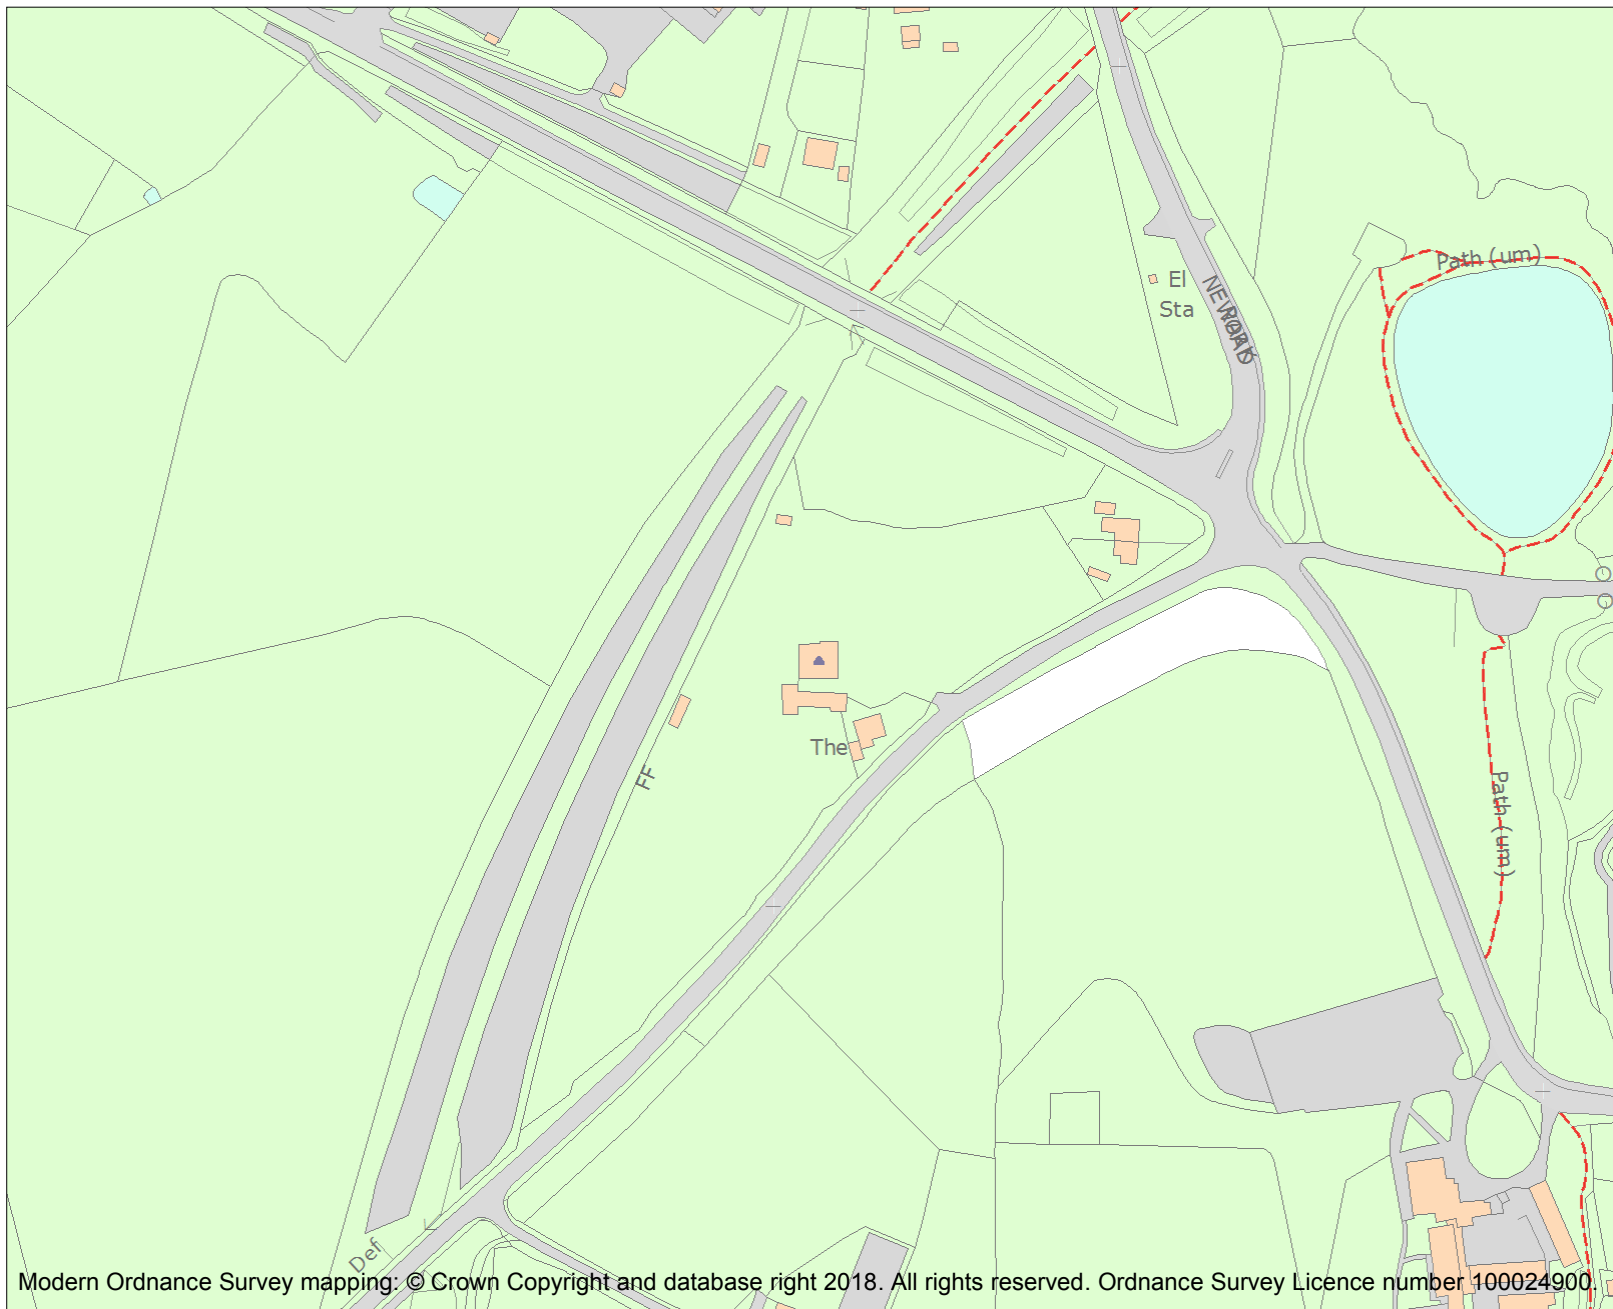 Path (um)
El
Sta
NEWARK
ROAD
The
FF
Path (um)
Def
Modern Ordnance Survey mapping: © Crown Copyright and database right 2018. All rights reserved. Ordnance Survey Licence number 100024900.